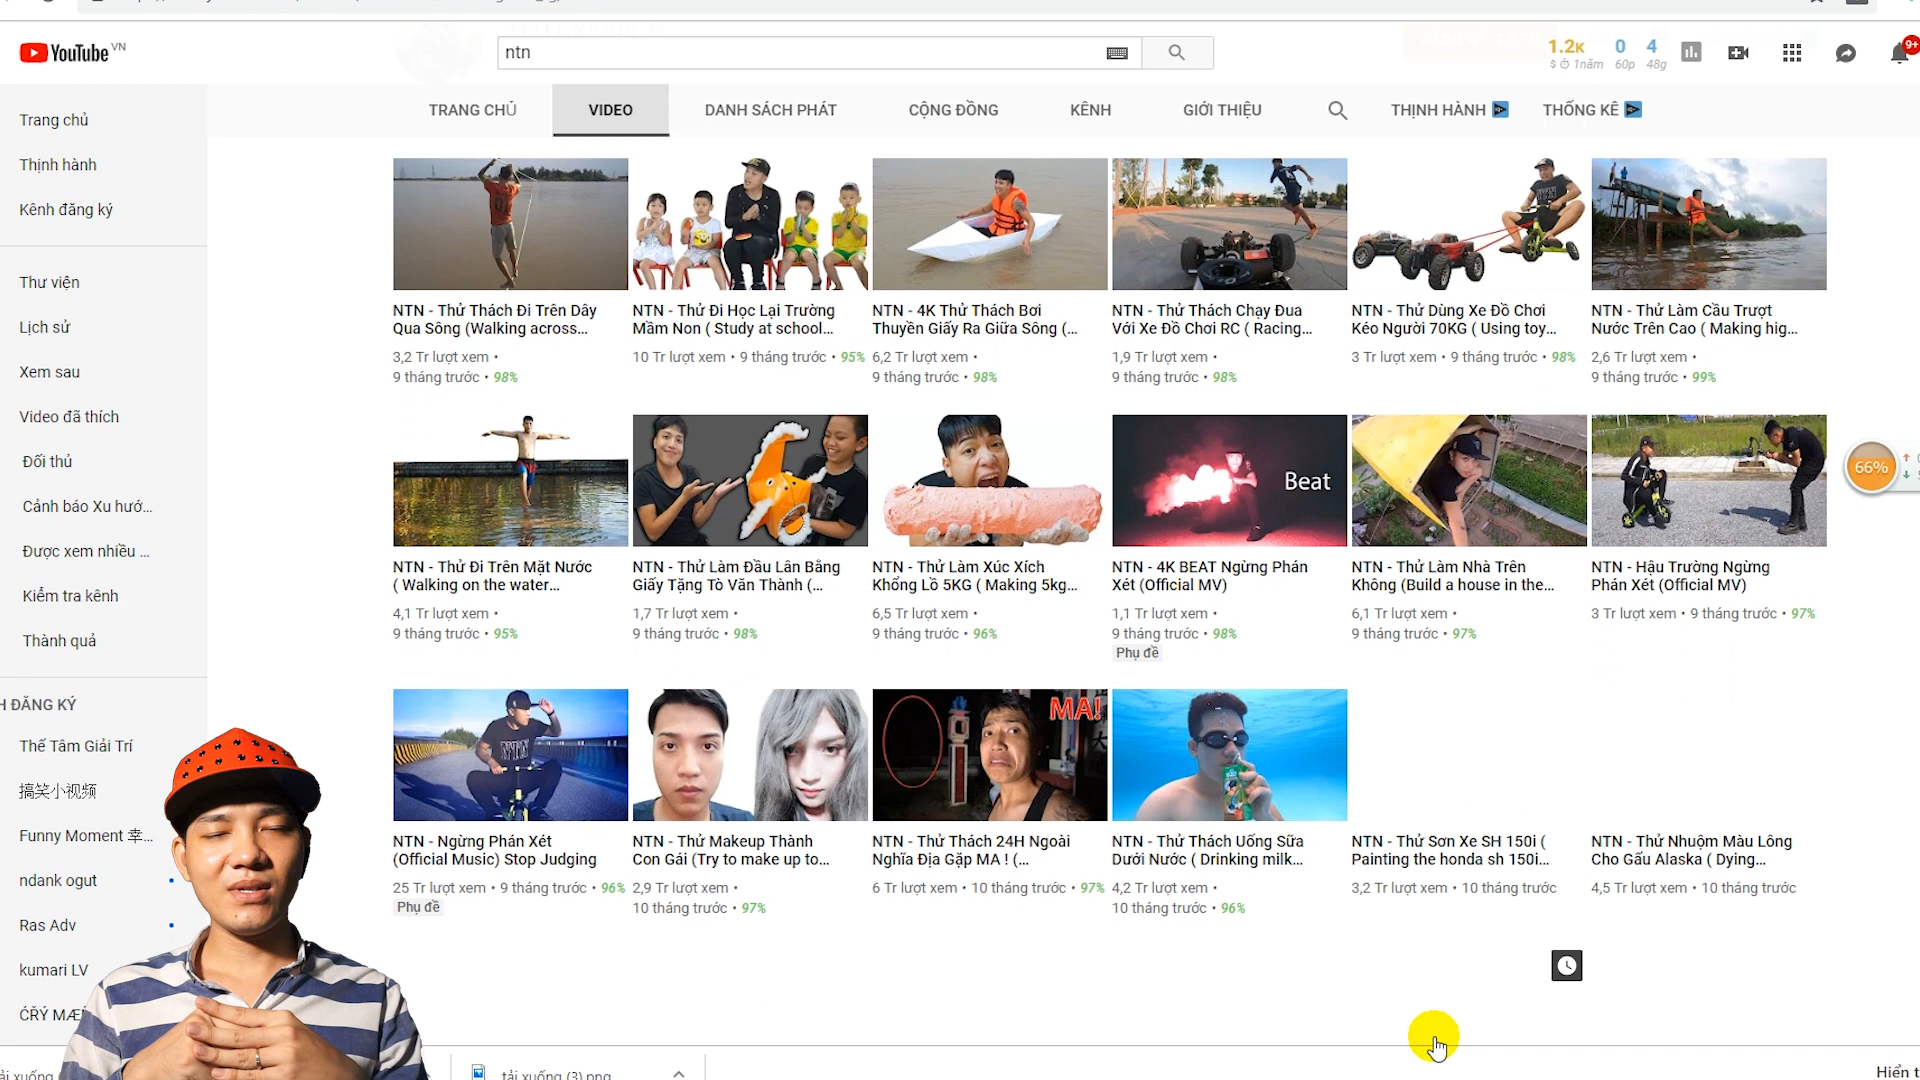 YouTube VN
ntn
1.2K 0 4
$ 1năm 60p 48g
9+
TRANG CHỦ VIDEO DANH SÁCH PHÁT CỘNG ĐỒNG KÊNH GIỚI THIỆU THỊNH HÀNH THỐNG KÊ
Trang chủ
Thịnh hành
Kênh đăng ký
Thư viện
Lịch sử
Xem sau
Video đã thích
Đối thủ
Cảnh báo Xu hướ...
Được xem nhiều ...
Kiểm tra kênh
Thành quả
H ĐĂNG KÝ
Thế Tâm Giải Trí
搞笑小视频
Funny Moment 幸...
ndank ogut
Ras Adv
kumari LV
NTN - Thử Thách Đi Trên Dây
Qua Sông (Walking across...
3,2 Tr lượt xem •
9 tháng trước • 98%
NTN - Thử Đi Học Lại Trường
Mầm Non ( Study at school...
10 Tr lượt xem • 9 tháng trước • 95%
NTN - 4K Thử Thách Bơi
Thuyền Giấy Ra Giữa Sông (...
6,2 Tr lượt xem •
9 tháng trước • 98%
NTN - Thử Thách Chạy Đua
Với Xe Đồ Chơi RC ( Racing...
1,9 Tr lượt xem •
9 tháng trước • 98%
NTN - Thử Dùng Xe Đồ Chơi
Kéo Người 70KG ( Using toy...
3 Tr lượt xem • 9 tháng trước • 98%
NTN - Thử Làm Cầu Trượt
Nước Trên Cao ( Making hig...
2,6 Tr lượt xem •
9 tháng trước • 99%
NTN - Thử Đi Trên Mặt Nước
( Walking on the water...
4,1 Tr lượt xem •
9 tháng trước • 95%
NTN - Thử Làm Đầu Lân Bằng
Giấy Tặng Tò Văn Thành (...
1,7 Tr lượt xem •
9 tháng trước • 98%
NTN - Thử Làm Xúc Xích
Khổng Lồ 5KG ( Making 5kg...
6,5 Tr lượt xem •
9 tháng trước • 96%
Beat
NTN - 4K BEAT Ngừng Phán
Xét (Official MV)
1,1 Tr lượt xem •
9 tháng trước • 98%
Phụ đề
NTN - Thử Làm Nhà Trên
Không (Build a house in the...
6,1 Tr lượt xem •
9 tháng trước • 97%
NTN - Hậu Trường Ngừng
Phán Xét (Official MV)
3 Tr lượt xem • 9 tháng trước • 97%
66%
NTN
NTN - Ngừng Phán Xét
(Official Music) Stop Judging
25 Tr lượt xem • 9 tháng trước • 96%
Phụ đề
NTN - Thử Makeup Thành
Con Gái (Try to make up to...
2,9 Tr lượt xem •
10 tháng trước • 97%
MA!
NTN - Thử Thách 24H Ngoài
Nghĩa Địa Gặp MA ! (...
6 Tr lượt xem • 10 tháng trước • 97%
NTN - Thử Thách Uống Sữa
Dưới Nước ( Drinking milk...
4,2 Tr lượt xem •
10 tháng trước • 96%
NTN - Thử Sơn Xe SH 150i (
Painting the honda sh 150i...
3,2 Tr lượt xem • 10 tháng trước
NTN - Thử Nhuộm Màu Lông
Cho Gấu Alaska ( Dying...
4,5 Tr lượt xem • 10 tháng trước
tải xuống (3).png
Hiển t